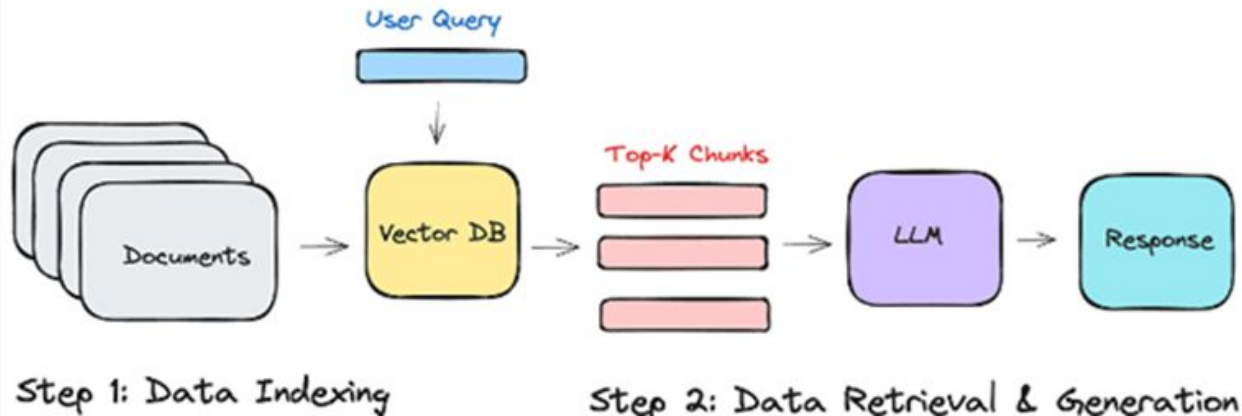 User Query
Top-K Chunks
Documents
Vector DB
LLM
Response
Step 1: Data Indexing
Step 2: Data Retrieval & Generation